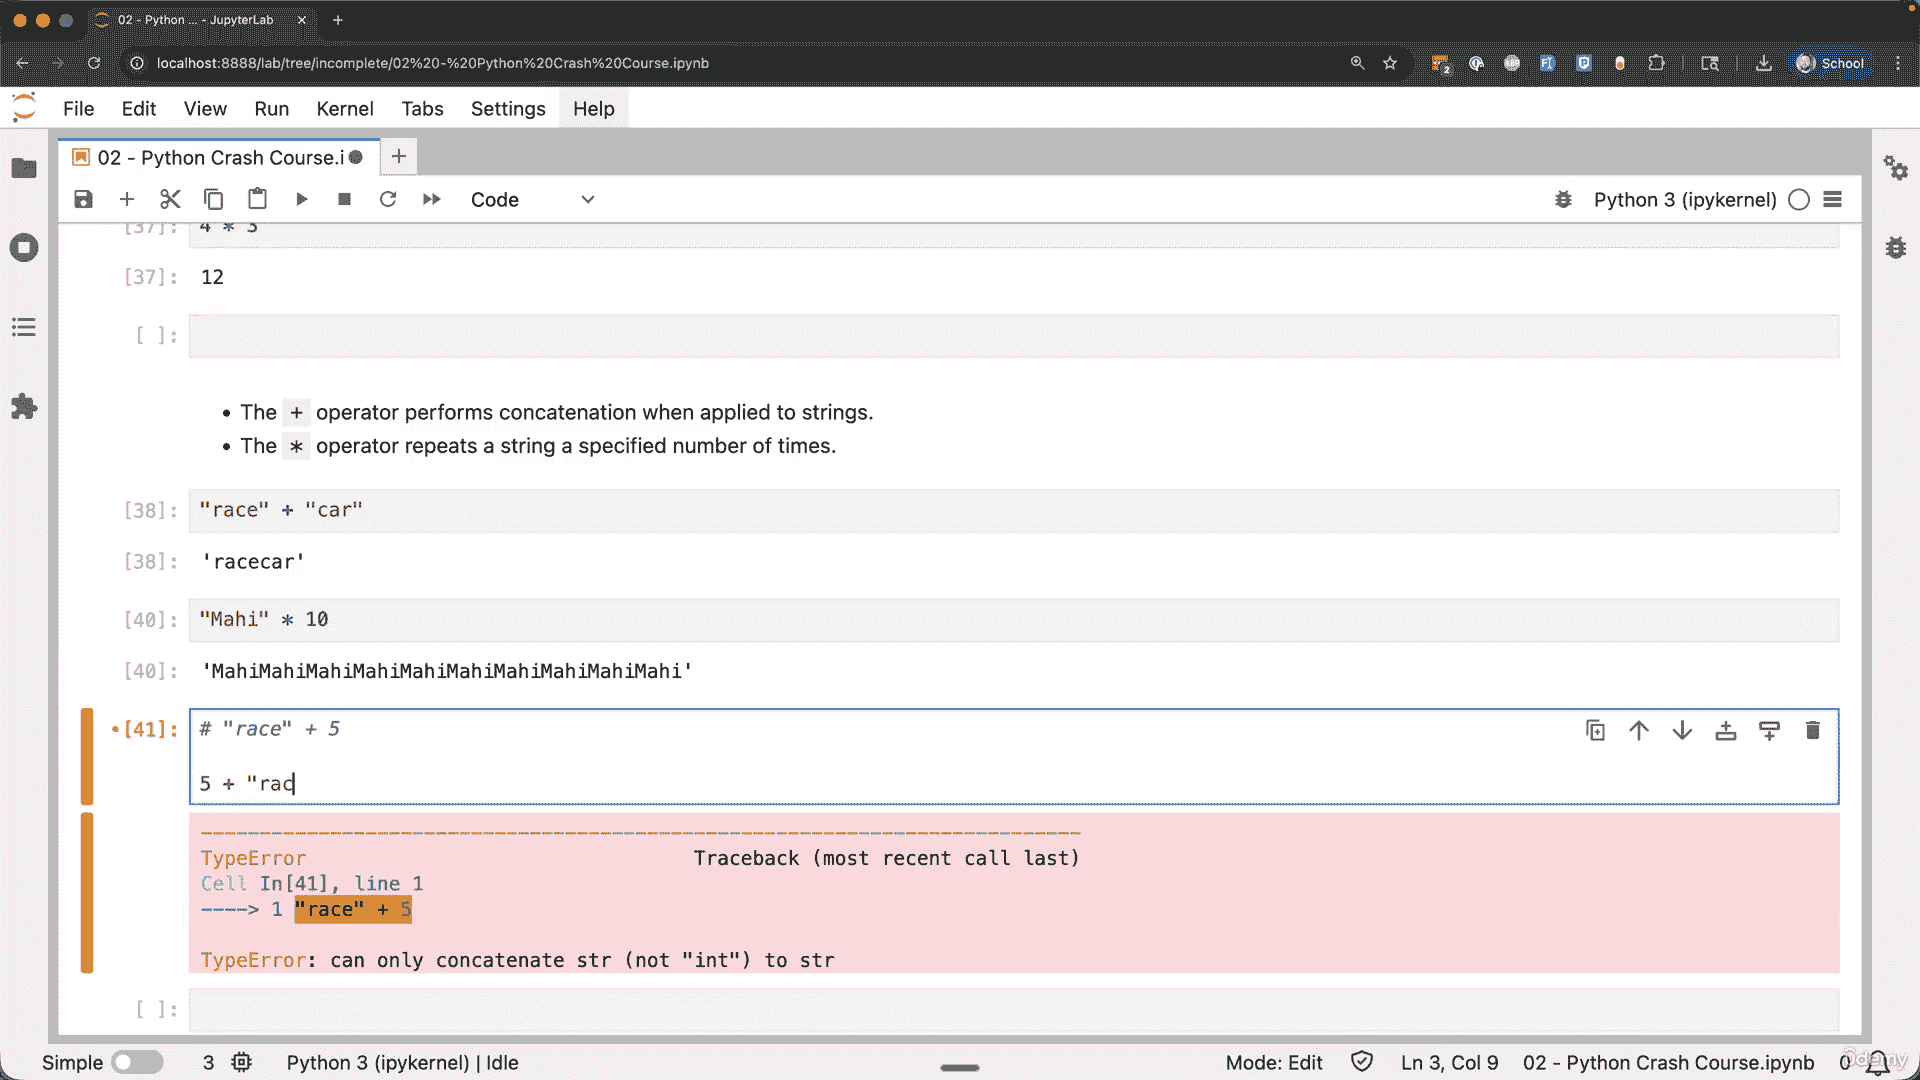 02 - Python ... - JupyterLab
localhost:8888/lab/tree/incomplete/02%20-%20Python%20Crash%20Course.ipynb
2
School
File Edit View Run Kernel Tabs Settings Help
02 - Python Crash Course.i
Code
Python 3 (ipykernel)
[37]: 4 * 3
[37]: 12
[ ]:
• The + operator performs concatenation when applied to strings.
• The * operator repeats a string a specified number of times.
[38]: "race" + "car"
[38]: 'racecar'
[40]: "Mahi" * 10
[40]: 'MahiMahiMahiMahiMahiMahiMahiMahiMahiMahi'
•[41]: # "race" + 5
5 + "rac
---------------------------------------------------------------------------
TypeError Traceback (most recent call last)
Cell In[41], line 1
----> 1 "race" + 5
TypeError: can only concatenate str (not "int") to str
[ ]:
Simple 3 Python 3 (ipykernel) | Idle Mode: Edit Ln 3, Col 9 02 - Python Crash Course.ipynb 0
ûdemy